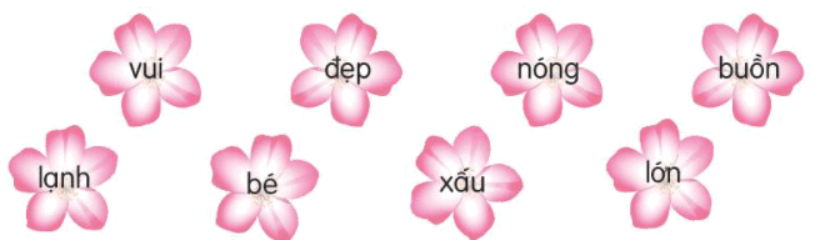 vui đẹp nóng buồn
lạnh bé xấu lớn